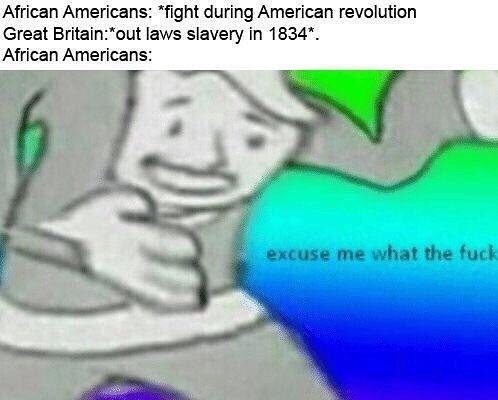 African Americans: *fight during American revolution
Great Britain:*out laws slavery in 1834*.
African Americans:
excuse me what the fuck